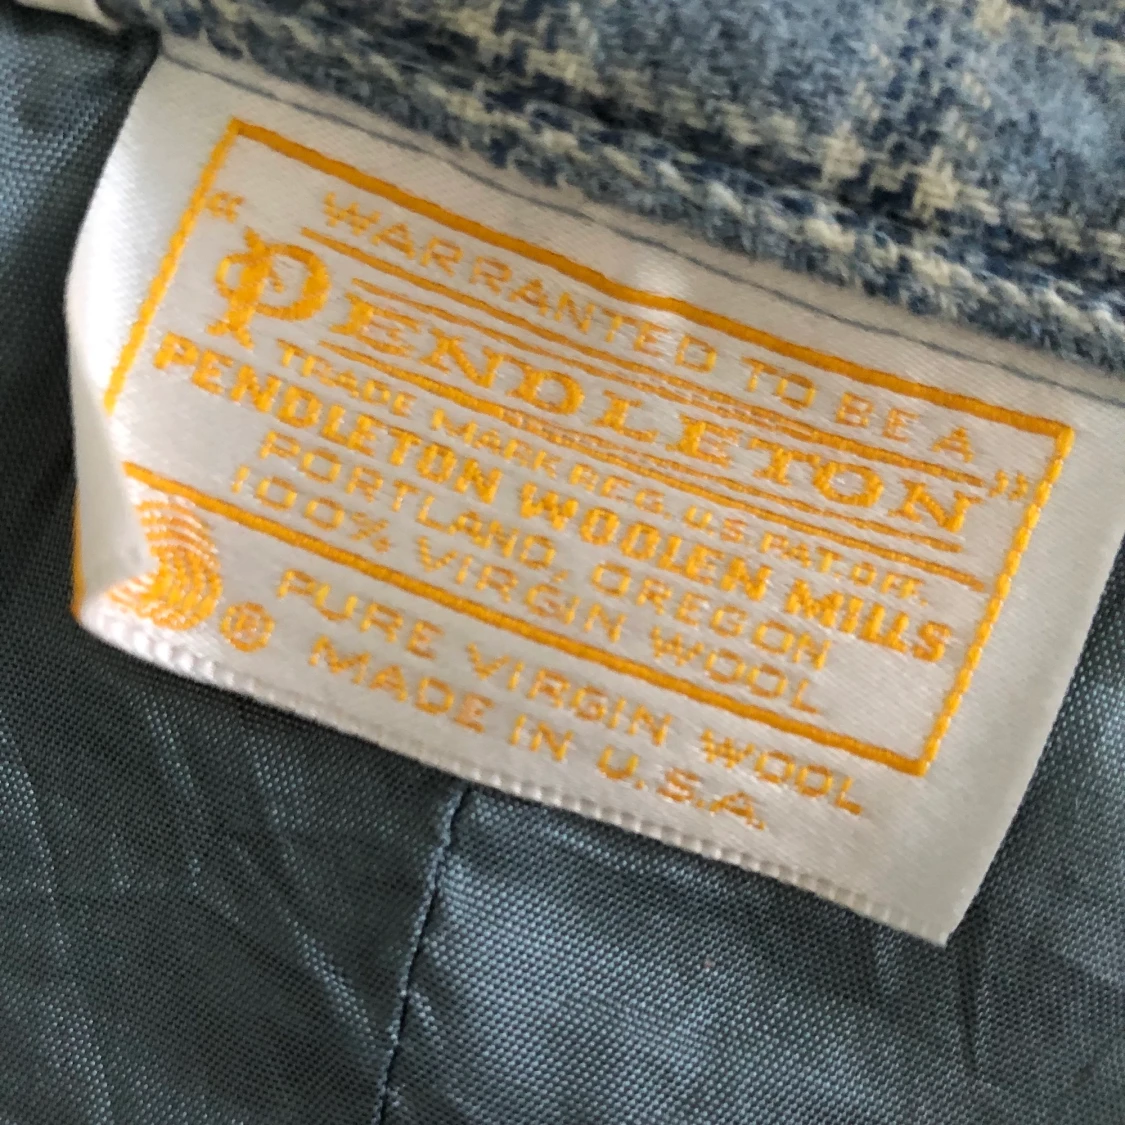 WARRANTED TO BE A
"PENDLETON"
TRADE MARK REG. U.S. PAT. OFF.
PENDLETON WOOLEN MILLS
PORTLAND, OREGON
100% VIRGIN WOOL
® PURE VIRGIN WOOL
MADE IN U.S.A.